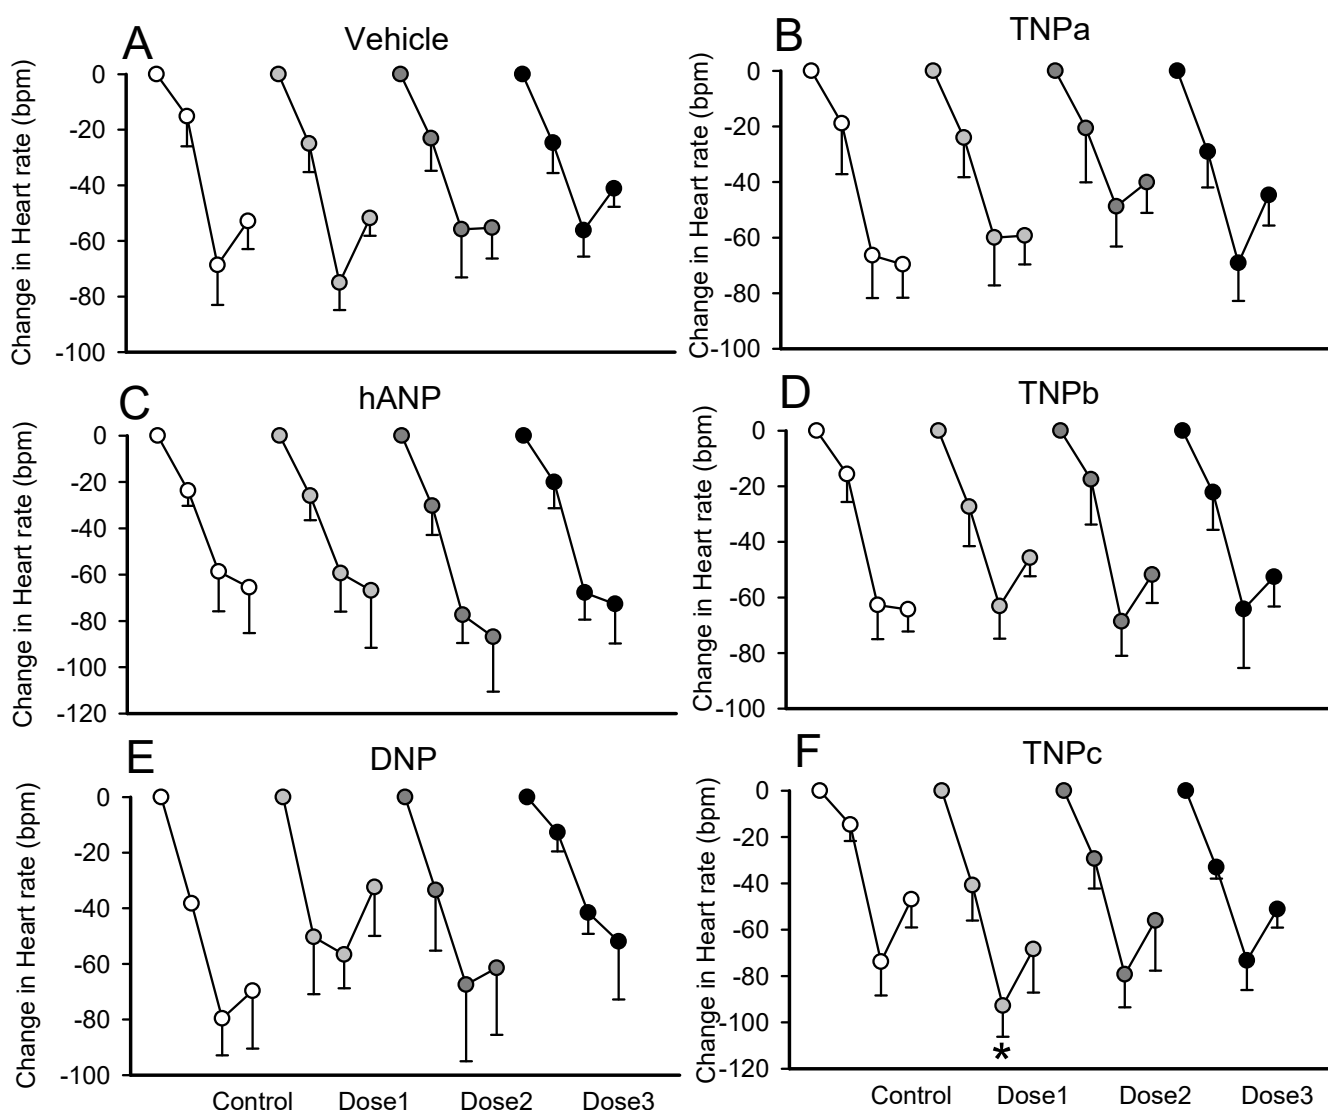 A
Vehicle
Change in Heart rate (bpm)
0
-20
-40
-60
-80
-100
B
TNPa
Change in Heart rate (bpm)
0
-20
-40
-60
-80
-100
C
hANP
Change in Heart rate (bpm)
0
-20
-40
-60
-80
-100
-120
D
TNPb
Change in Heart rate (bpm)
0
-20
-40
-60
-80
-100
E
DNP
Change in Heart rate (bpm)
0
-20
-40
-60
-80
-100
Control Dose1 Dose2 Dose3
F
TNPc
Change in Heart rate (bpm)
0
-20
-40
-60
-80
-100
-120
*
Control Dose1 Dose2 Dose3